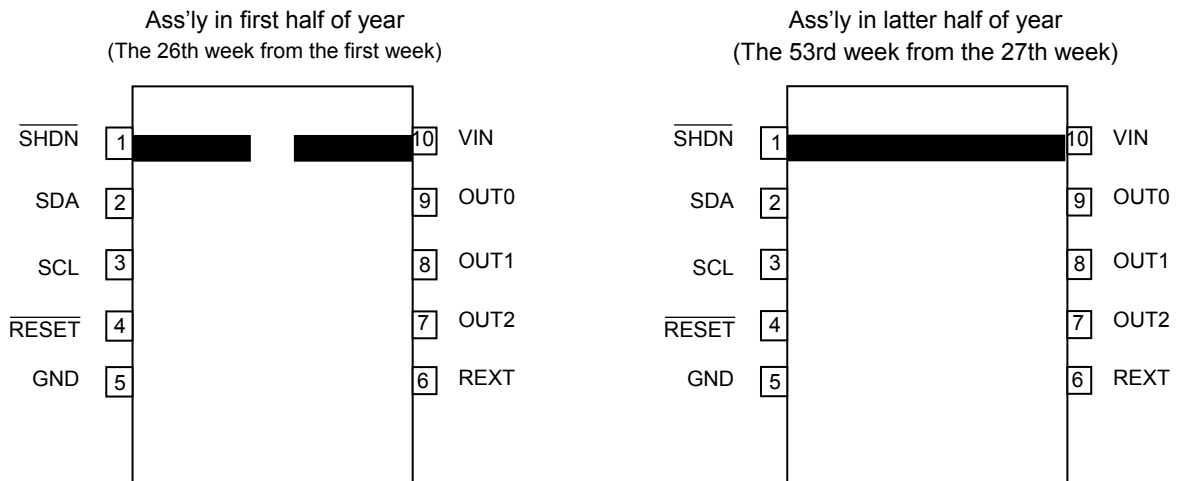 Ass'ly in first half of year
(The 26th week from the first week)
SHDN 1 10 VIN
SDA 2 9 OUT0
SCL 3 8 OUT1
RESET 4 7 OUT2
GND 5 6 REXT
Ass'ly in latter half of year
(The 53rd week from the 27th week)
SHDN 1 10 VIN
SDA 2 9 OUT0
SCL 3 8 OUT1
RESET 4 7 OUT2
GND 5 6 REXT